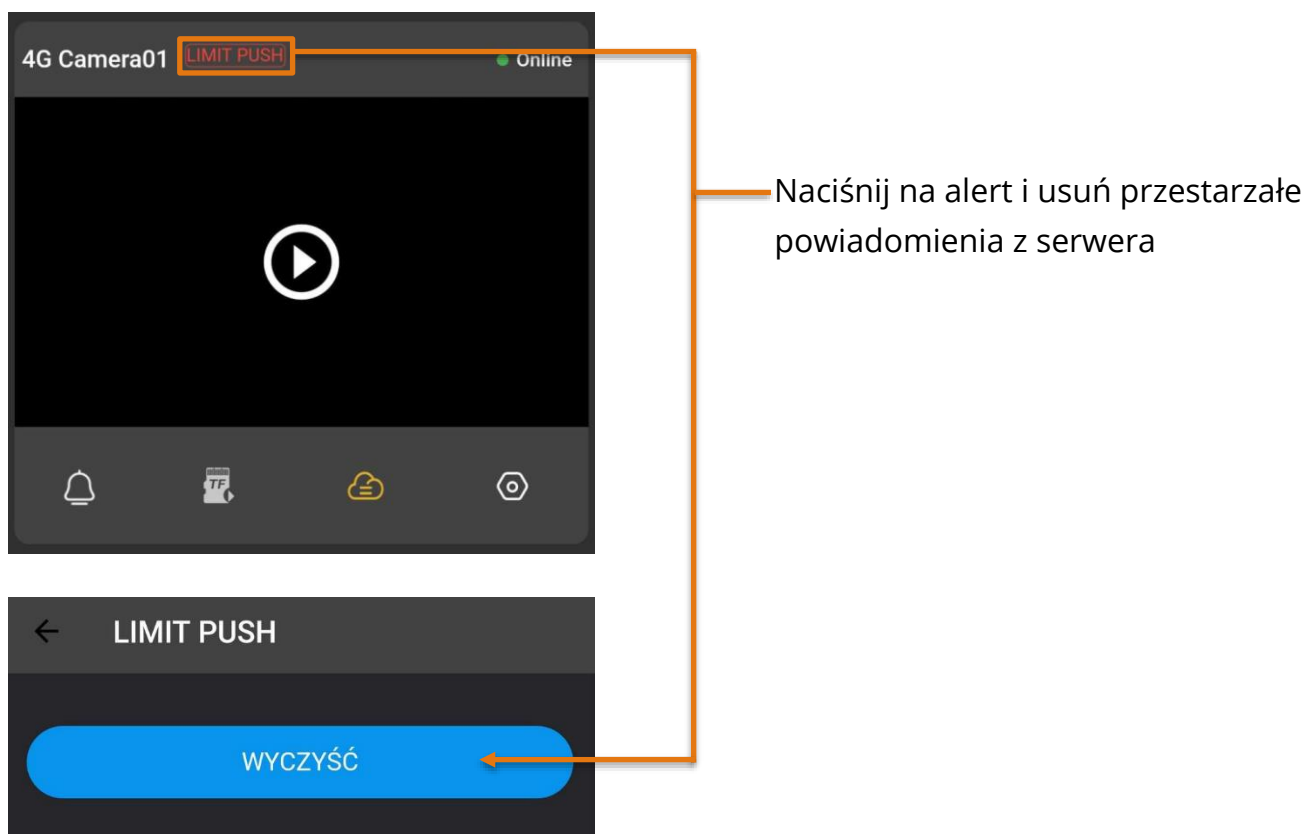 4G Camera01 LIMIT PUSH Online
Naciśnij na alert i usuń przestarzałe
powiadomienia z serwera
TF
LIMIT PUSH
WYCZYŚĆ